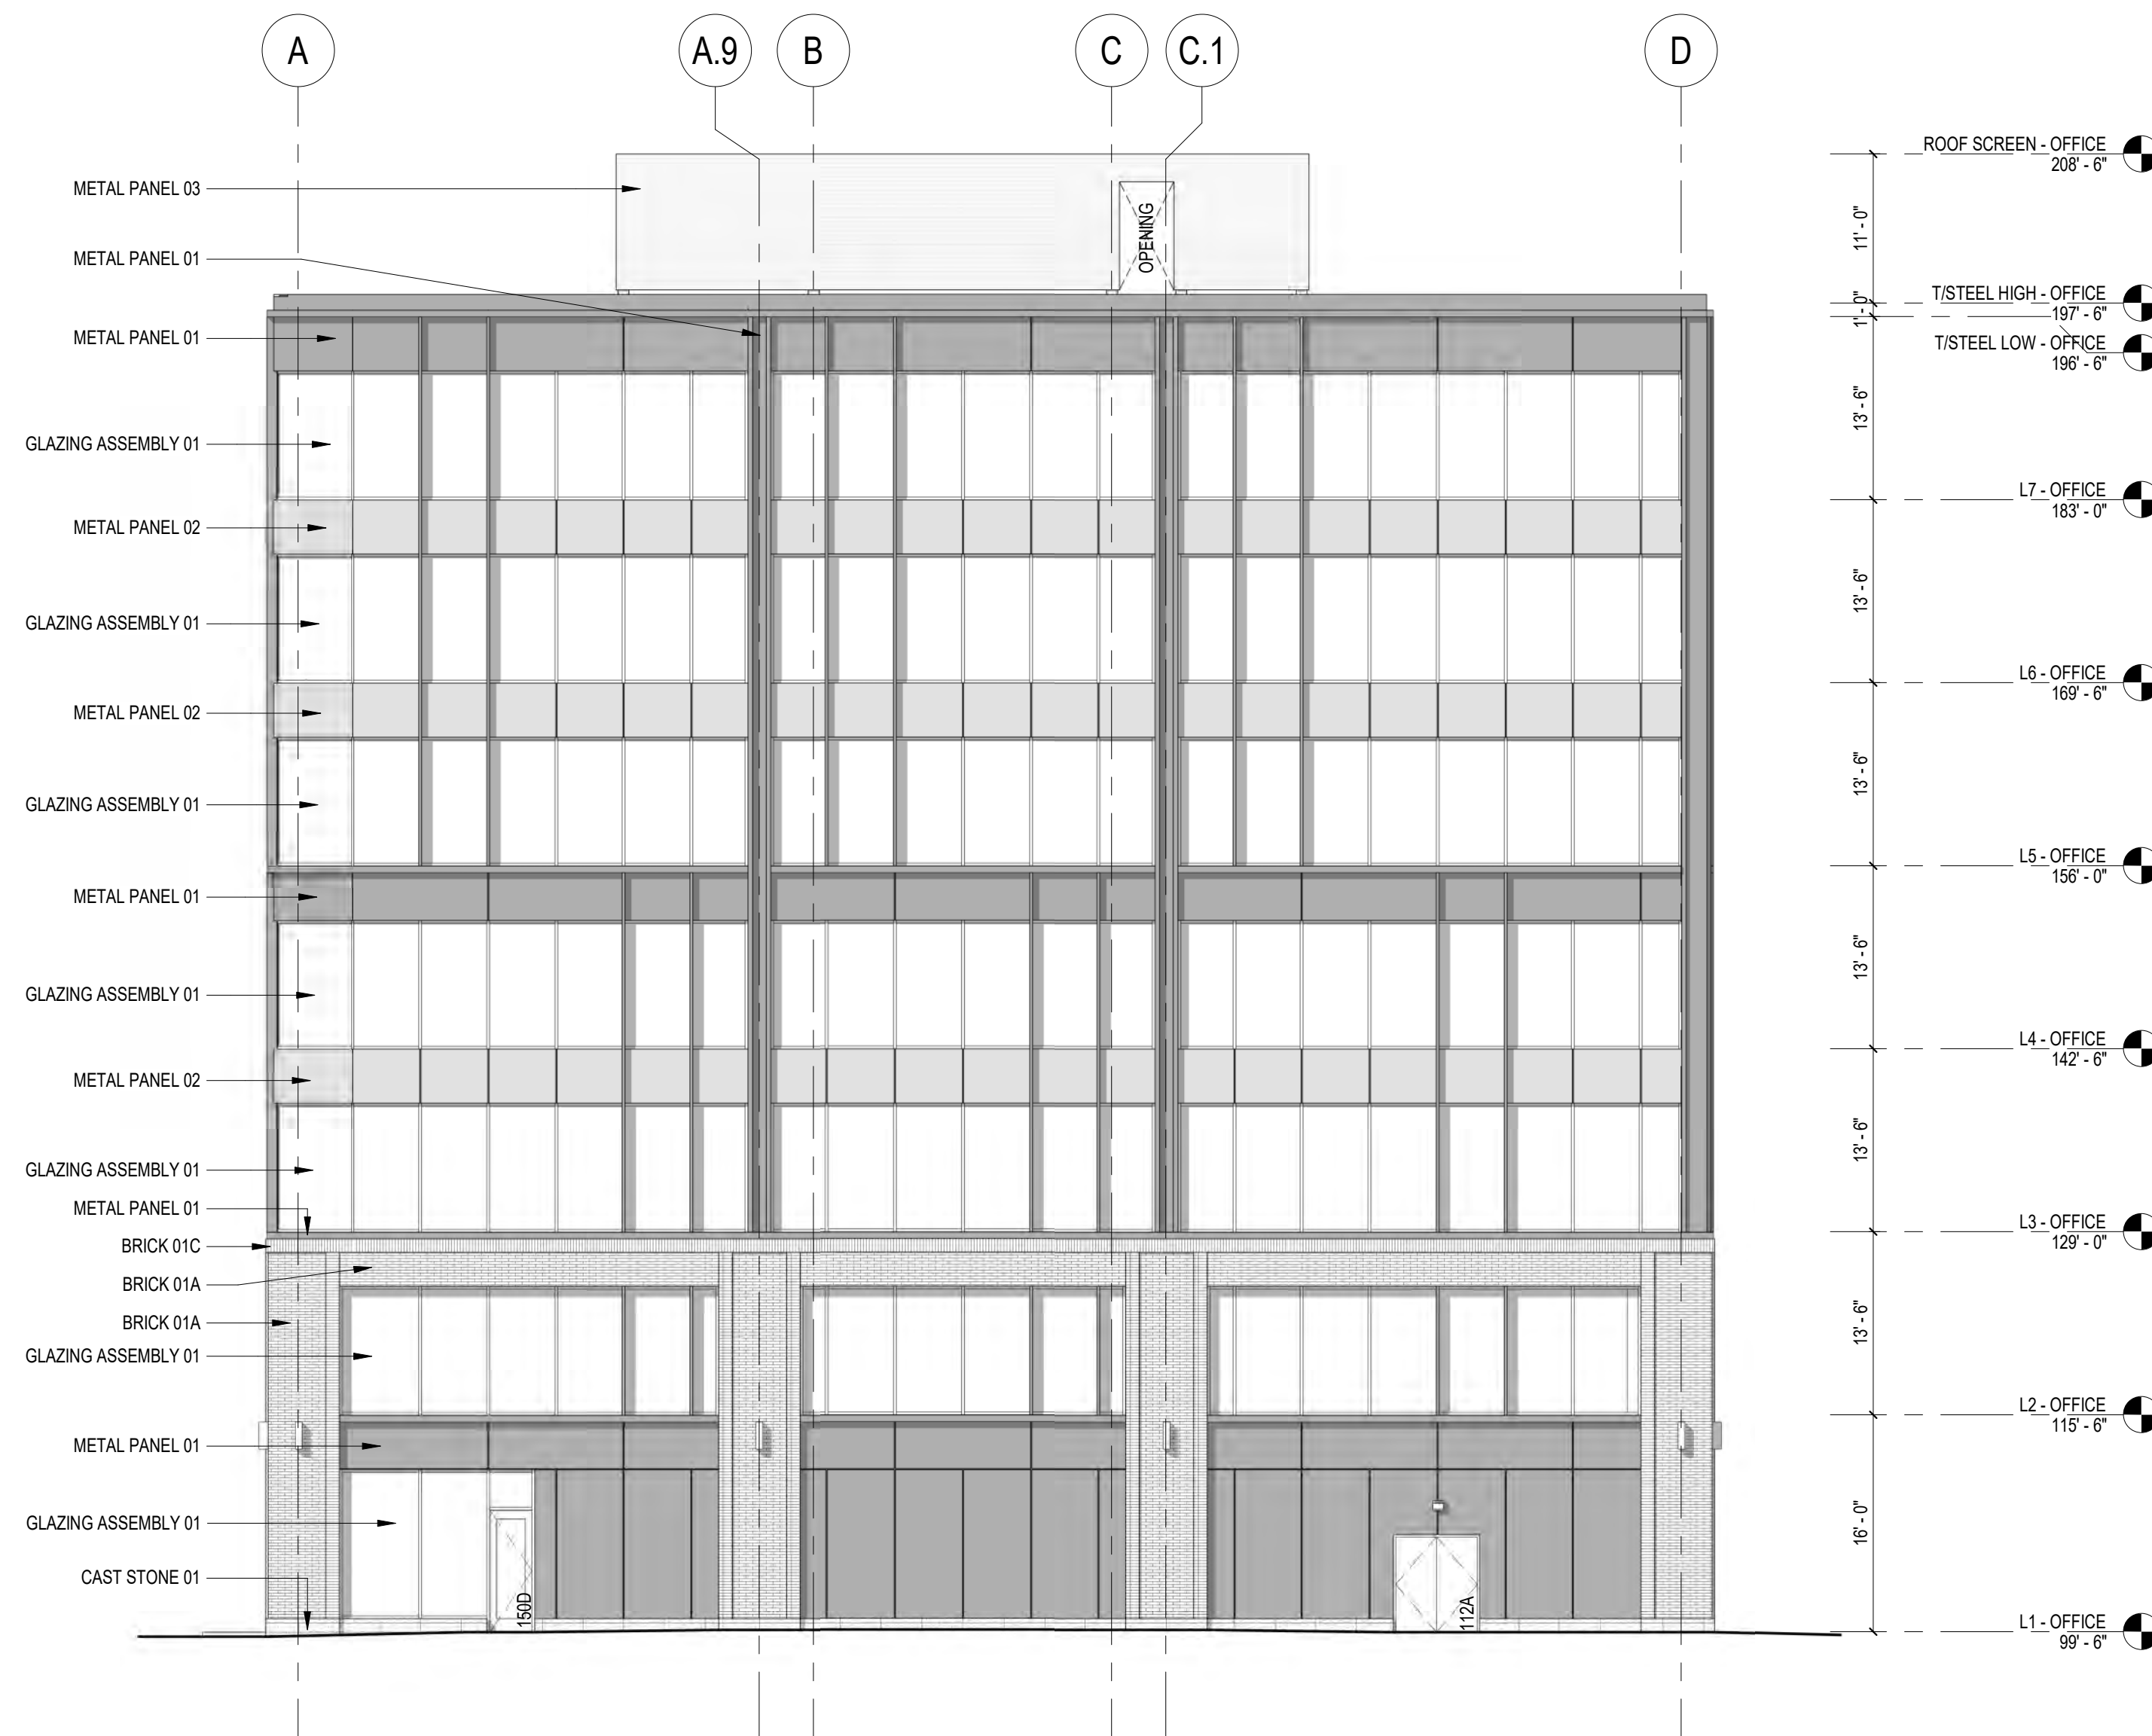 A
A.9
B
C
C.1
D
METAL PANEL 03
METAL PANEL 01
METAL PANEL 01
GLAZING ASSEMBLY 01
METAL PANEL 02
GLAZING ASSEMBLY 01
METAL PANEL 02
GLAZING ASSEMBLY 01
METAL PANEL 01
GLAZING ASSEMBLY 01
METAL PANEL 02
GLAZING ASSEMBLY 01
METAL PANEL 01
BRICK 01C
BRICK 01A
BRICK 01A
GLAZING ASSEMBLY 01
METAL PANEL 01
GLAZING ASSEMBLY 01
CAST STONE 01
OPENING
150D
112A
11' - 0"
1' - 0"
13' - 6"
13' - 6"
13' - 6"
13' - 6"
13' - 6"
13' - 6"
16' - 0"
ROOF SCREEN - OFFICE
208' - 6"
T/STEEL HIGH - OFFICE
197' - 6"
T/STEEL LOW - OFFICE
196' - 6"
L7 - OFFICE
183' - 0"
L6 - OFFICE
169' - 6"
L5 - OFFICE
156' - 0"
L4 - OFFICE
142' - 6"
L3 - OFFICE
129' - 0"
L2 - OFFICE
115' - 6"
L1 - OFFICE
99' - 6"